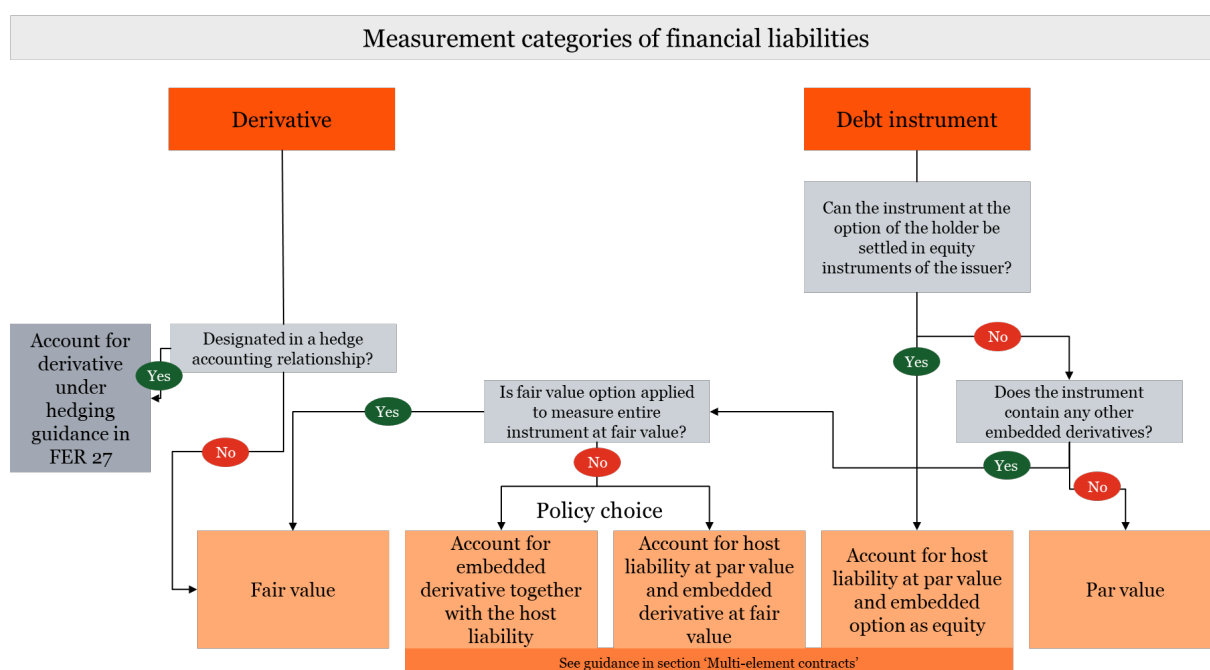 Measurement categories of financial liabilities
Derivative
Debt instrument
Can the instrument at the
option of the holder be
settled in equity
instruments of the issuer?
Account for
derivative
under
hedging
guidance in
FER 27
Yes
Designated in a hedge
accounting relationship?
No
Yes
Is fair value option applied
to measure entire
instrument at fair value?
Yes
No
Does the instrument
contain any other
embedded derivatives?
No
Yes
No
Policy choice
Fair value
Account for
embedded
derivative together
with the host
liability
Account for host
liability at par value
and embedded
derivative at fair
value
Account for host
liability at par value
and embedded
option as equity
Par value
See guidance in section ‘Multi-element contracts’